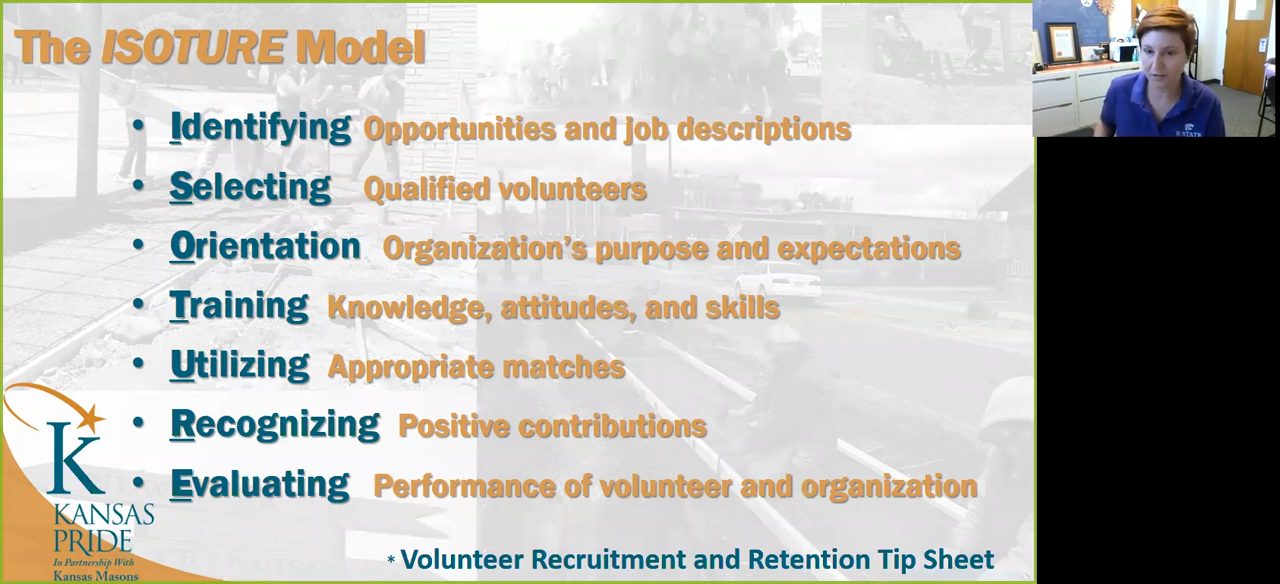 The ISOTURE Model
• Identifying Opportunities and job descriptions
• Selecting Qualified volunteers
• Orientation Organization's purpose and expectations
• Training Knowledge, attitudes, and skills
• Utilizing Appropriate matches
• Recognizing Positive contributions
• Evaluating Performance of volunteer and organization
K
KANSAS
PRIDE
In Partnership With
Kansas Masons
* Volunteer Recruitment and Retention Tip Sheet
K-STATE